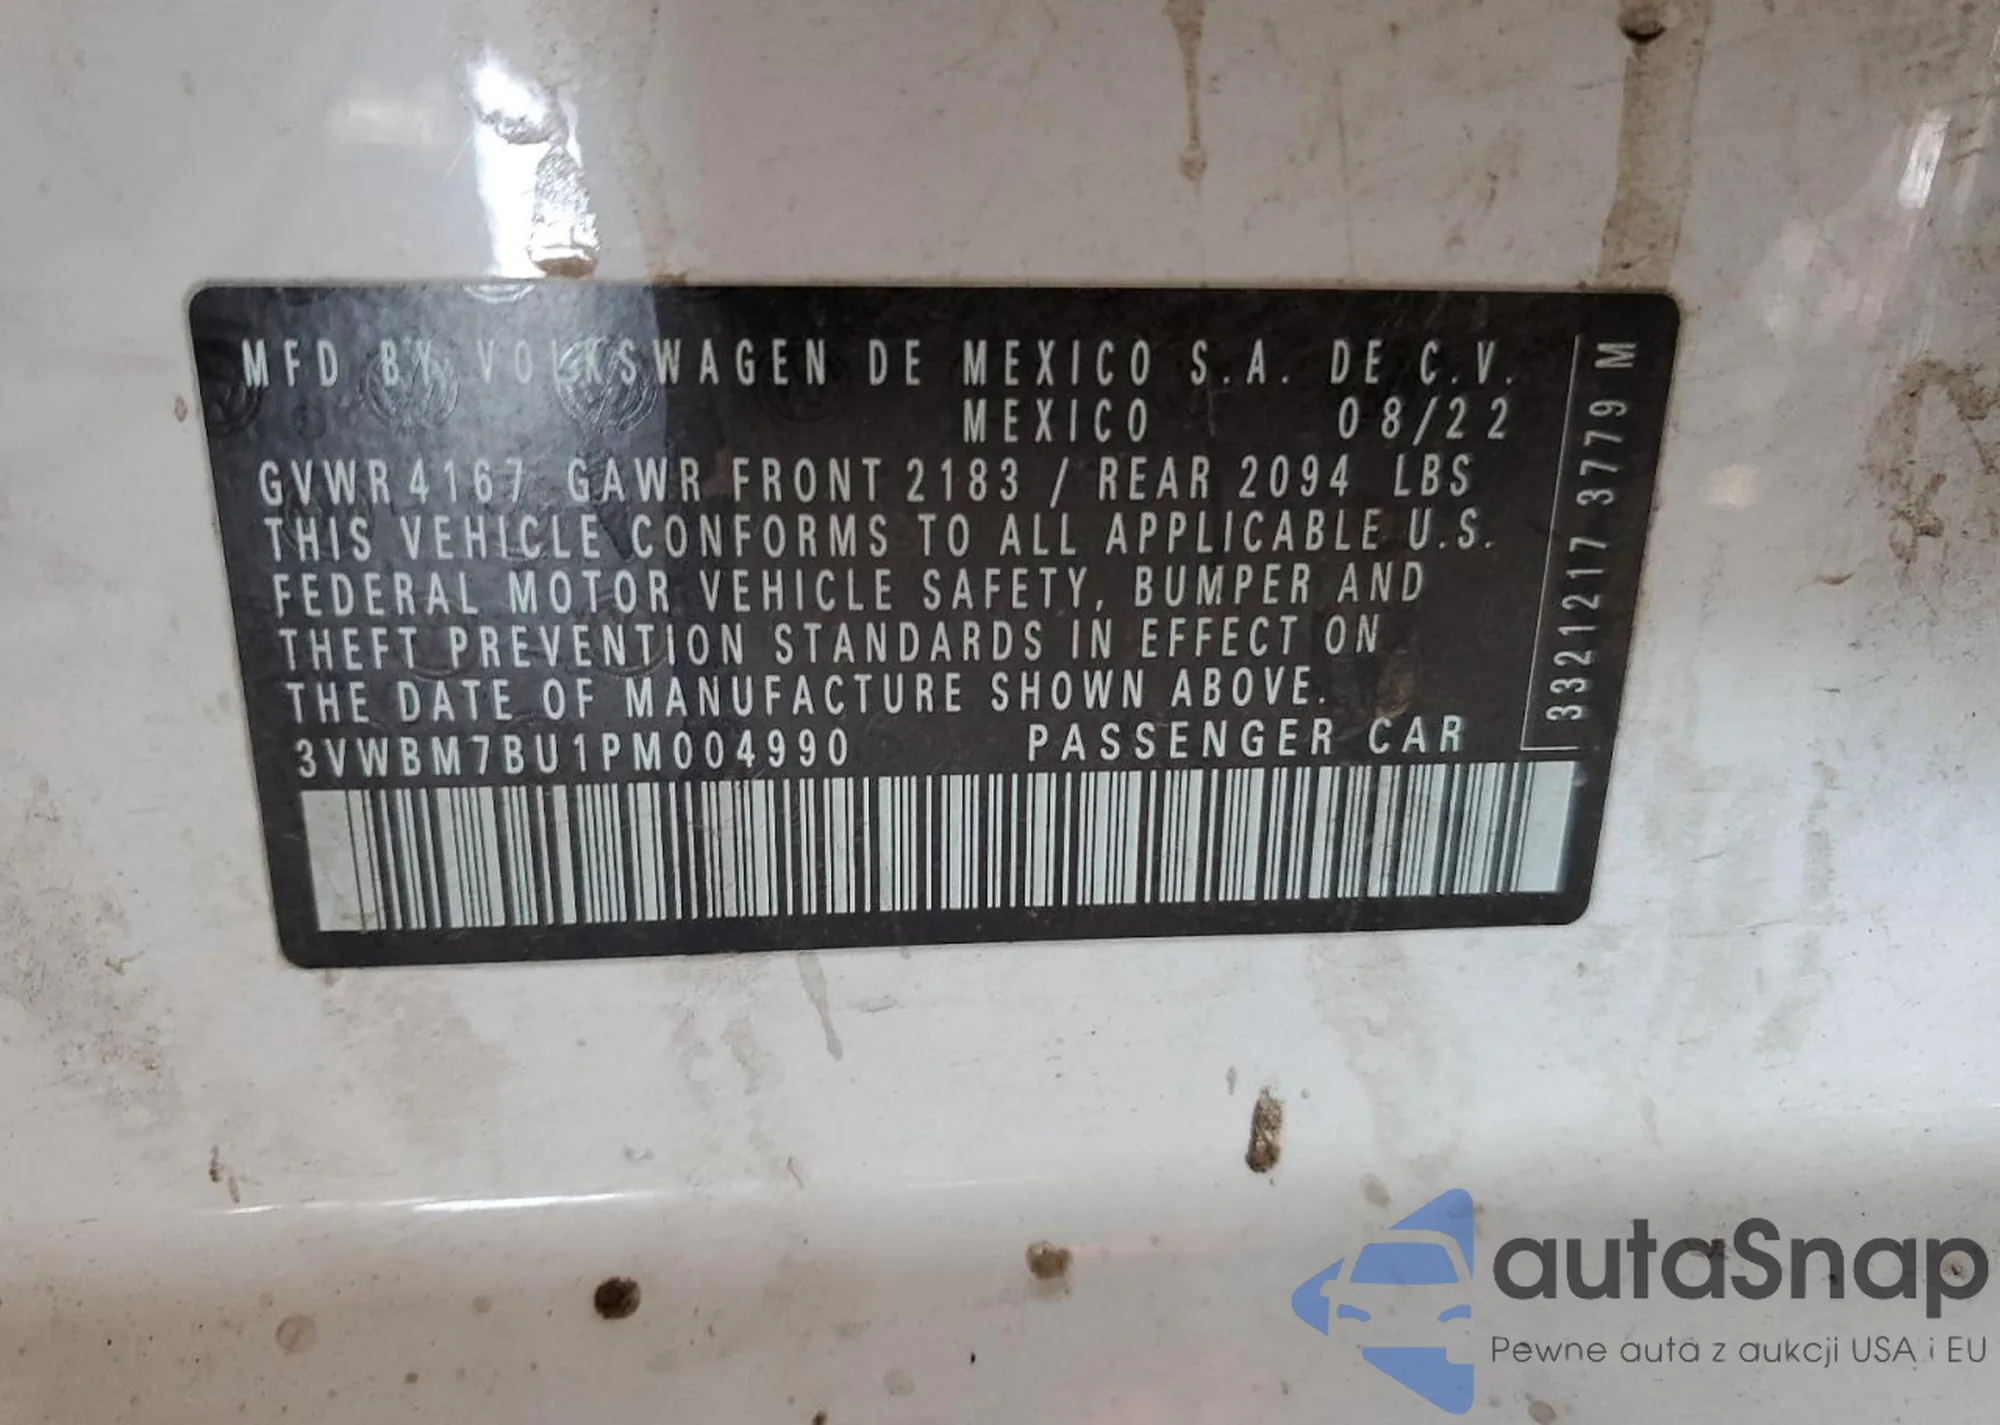 MFD BY VOLKSWAGEN DE MEXICO S.A. DE C.V.
MEXICO 08/22
GVWR 4167 GAWR FRONT 2183 / REAR 2094 LBS
THIS VEHICLE CONFORMS TO ALL APPLICABLE U.S.
FEDERAL MOTOR VEHICLE SAFETY, BUMPER AND
THEFT PREVENTION STANDARDS IN EFFECT ON
THE DATE OF MANUFACTURE SHOWN ABOVE.
3VWBM7BU1PM004990 PASSENGER CAR
3321217 3779 M
autaSnap
Pewne auta z aukcji USA i EU